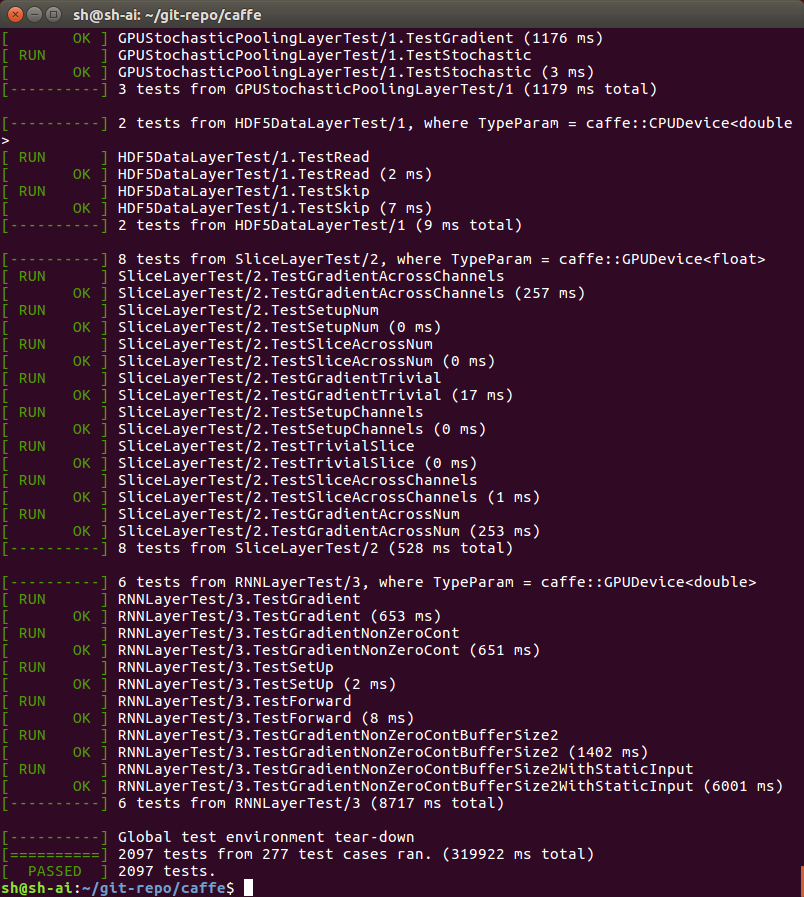 sh@sh-ai: ~/git-repo/caffe
[       OK ] GPUStochasticPoolingLayerTest/1.TestGradient (1176 ms)
[ RUN      ] GPUStochasticPoolingLayerTest/1.TestStochastic
[       OK ] GPUStochasticPoolingLayerTest/1.TestStochastic (3 ms)
[----------] 3 tests from GPUStochasticPoolingLayerTest/1 (1179 ms total)
[----------] 2 tests from HDF5DataLayerTest/1, where TypeParam = caffe::CPUDevice<double
>
[ RUN      ] HDF5DataLayerTest/1.TestRead
[       OK ] HDF5DataLayerTest/1.TestRead (2 ms)
[ RUN      ] HDF5DataLayerTest/1.TestSkip
[       OK ] HDF5DataLayerTest/1.TestSkip (7 ms)
[----------] 2 tests from HDF5DataLayerTest/1 (9 ms total)
[----------] 8 tests from SliceLayerTest/2, where TypeParam = caffe::GPUDevice<float>
[ RUN      ] SliceLayerTest/2.TestGradientAcrossChannels
[       OK ] SliceLayerTest/2.TestGradientAcrossChannels (257 ms)
[ RUN      ] SliceLayerTest/2.TestSetupNum
[       OK ] SliceLayerTest/2.TestSetupNum (0 ms)
[ RUN      ] SliceLayerTest/2.TestSliceAcrossNum
[       OK ] SliceLayerTest/2.TestSliceAcrossNum (0 ms)
[ RUN      ] SliceLayerTest/2.TestGradientTrivial
[       OK ] SliceLayerTest/2.TestGradientTrivial (17 ms)
[ RUN      ] SliceLayerTest/2.TestSetupChannels
[       OK ] SliceLayerTest/2.TestSetupChannels (0 ms)
[ RUN      ] SliceLayerTest/2.TestTrivialSlice
[       OK ] SliceLayerTest/2.TestTrivialSlice (0 ms)
[ RUN      ] SliceLayerTest/2.TestSliceAcrossChannels
[       OK ] SliceLayerTest/2.TestSliceAcrossChannels (1 ms)
[ RUN      ] SliceLayerTest/2.TestGradientAcrossNum
[       OK ] SliceLayerTest/2.TestGradientAcrossNum (253 ms)
[----------] 8 tests from SliceLayerTest/2 (528 ms total)
[----------] 6 tests from RNNLayerTest/3, where TypeParam = caffe::GPUDevice<double>
[ RUN      ] RNNLayerTest/3.TestGradient
[       OK ] RNNLayerTest/3.TestGradient (653 ms)
[ RUN      ] RNNLayerTest/3.TestGradientNonZeroCont
[       OK ] RNNLayerTest/3.TestGradientNonZeroCont (651 ms)
[ RUN      ] RNNLayerTest/3.TestSetUp
[       OK ] RNNLayerTest/3.TestSetUp (2 ms)
[ RUN      ] RNNLayerTest/3.TestForward
[       OK ] RNNLayerTest/3.TestForward (8 ms)
[ RUN      ] RNNLayerTest/3.TestGradientNonZeroContBufferSize2
[       OK ] RNNLayerTest/3.TestGradientNonZeroContBufferSize2 (1402 ms)
[ RUN      ] RNNLayerTest/3.TestGradientNonZeroContBufferSize2WithStaticInput
[       OK ] RNNLayerTest/3.TestGradientNonZeroContBufferSize2WithStaticInput (6001 ms)
[----------] 6 tests from RNNLayerTest/3 (8717 ms total)
[----------] Global test environment tear-down
[==========] 2097 tests from 277 test cases ran. (319922 ms total)
[  PASSED  ] 2097 tests.
sh@sh-ai:~/git-repo/caffe$